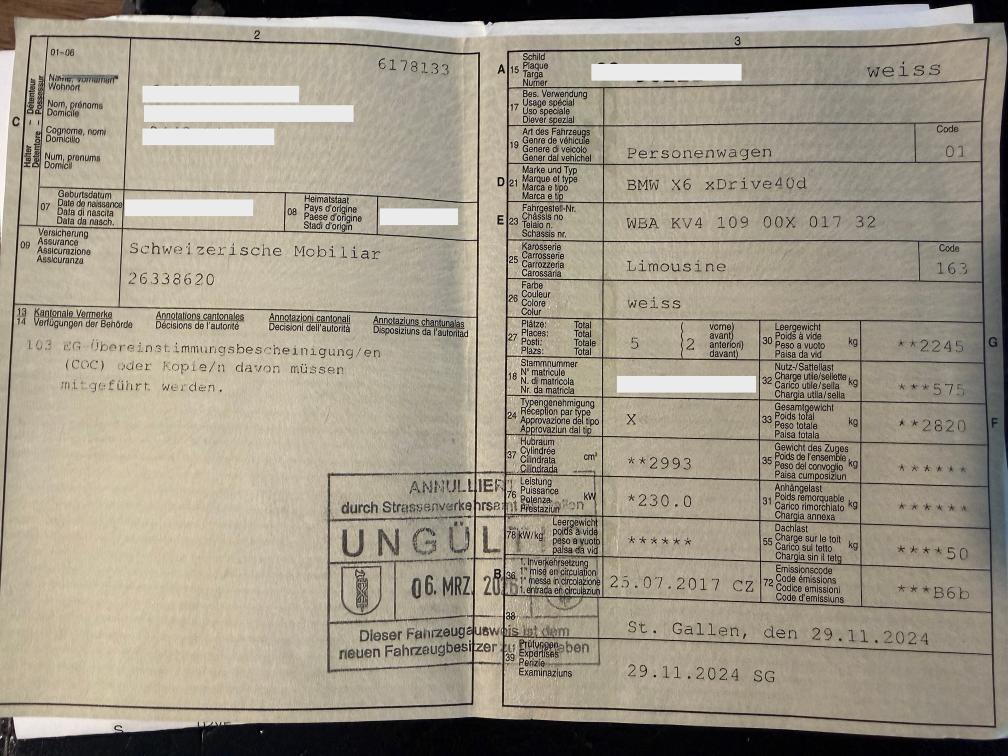 2
01-06
6178133
C
Halter – Détenteur
Detentore – Possessur
Wohnort
Nom, prénoms
Domicile
Cognome, nomi
Domicilio
Num, prenums
Domicil
07
Geburtsdatum
Date de naissance
Data di nascita
Data da nasch.
08
Heimatstaat
Pays d'origine
Paese d'origine
Stadi d'origin
09
Versicherung
Assurance
Assicurazione
Assicuranza
Schweizerische Mobiliar
26338620
13 Kantonale Vermerke
14 Verfügungen der Behörde
Annotations cantonales
Décisions de l'autorité
Annotazioni cantonali
Decisioni dell'autorità
Annotaziuns chantunalas
Disposiziuns da l'autoritad
103 EG-Übereinstimmungsbescheinigung/en
(COC) oder Kopie/n davon müssen
mitgeführt werden.
ANNULLIERT
durch Strassenverkehrsamt
UNGÜL
06. MRZ.
Dieser Fahrzeugausweis ist dem
neuen Fahrzeugbesitzer
3
A 15
Schild
Plaque
Targa
Numer
weiss
17
Bes. Verwendung
Usage spécial
Uso speciale
Diever spezial
19
Art des Fahrzeugs
Genre de véhicule
Genere di veicolo
Gener dal vehichel
Personenwagen
Code
01
D 21
Marke und Typ
Marque et type
Marca e tipo
Marca e tip
BMW X6 xDrive40d
E 23
Fahrgestell-Nr.
Châssis no
Telaio n.
Schassis nr.
WBA KV4 109 00X 017 32
25
Karosserie
Carrosserie
Carrozzeria
Carossaria
Limousine
Code
163
26
Farbe
Couleur
Colore
Colur
weiss
27
Plätze: Total
Places: Total
Posti: Totale
Plazs: Total
5
vorne)
avant)
anteriori)
davant)
(2
30
Leergewicht
Poids à vide
Peso a vuoto
Paisa da vid
kg
**2245
G
18
Stammnummer
N° matricule
N. di matricola
Nr. da matricla
32
Nutz-/Sattellast
Charge utile/sellette
Carico utile/sella
Chargia utila/sella
kg
***575
24
Typengenehmigung
Réception par type
Approvazione del tipo
Approvaziun dal tip
X
33
Gesamtgewicht
Poids total
Peso totale
Paisa totala
kg
**2820
F
37
Hubraum
Cylindrée
Cilindrata
Cilindrada
cm³
**2993
35
Gewicht des Zuges
Poids de l'ensemble
Peso del convoglio
Paisa cumposiziun
kg
******
76
Leistung
Puissance
Potenza
Prestaziun
kW
*230.0
31
Anhängelast
Poids remorquable
Carico rimorchiato
Chargia annexa
kg
******
78 kW/kg
Leergewicht
poids à vide
peso a vuoto
paisa da vid
******
55
Dachlast
Charge sur le toit
Carico sul tetto
Chargia sin il tetg
kg
****50
B 36
1. Inverkehrsetzung
1re mise en circulation
1a messa in circolazione
1. entrada en circulaziun
25.07.2017 CZ
72
Emissionscode
Code émissions
Codice emissioni
Code d'emissiuns
***B6b
38
St. Gallen, den 29.11.2024
39
Prüfungen
Expertises
Perizie
Examinaziuns
29.11.2024 SG